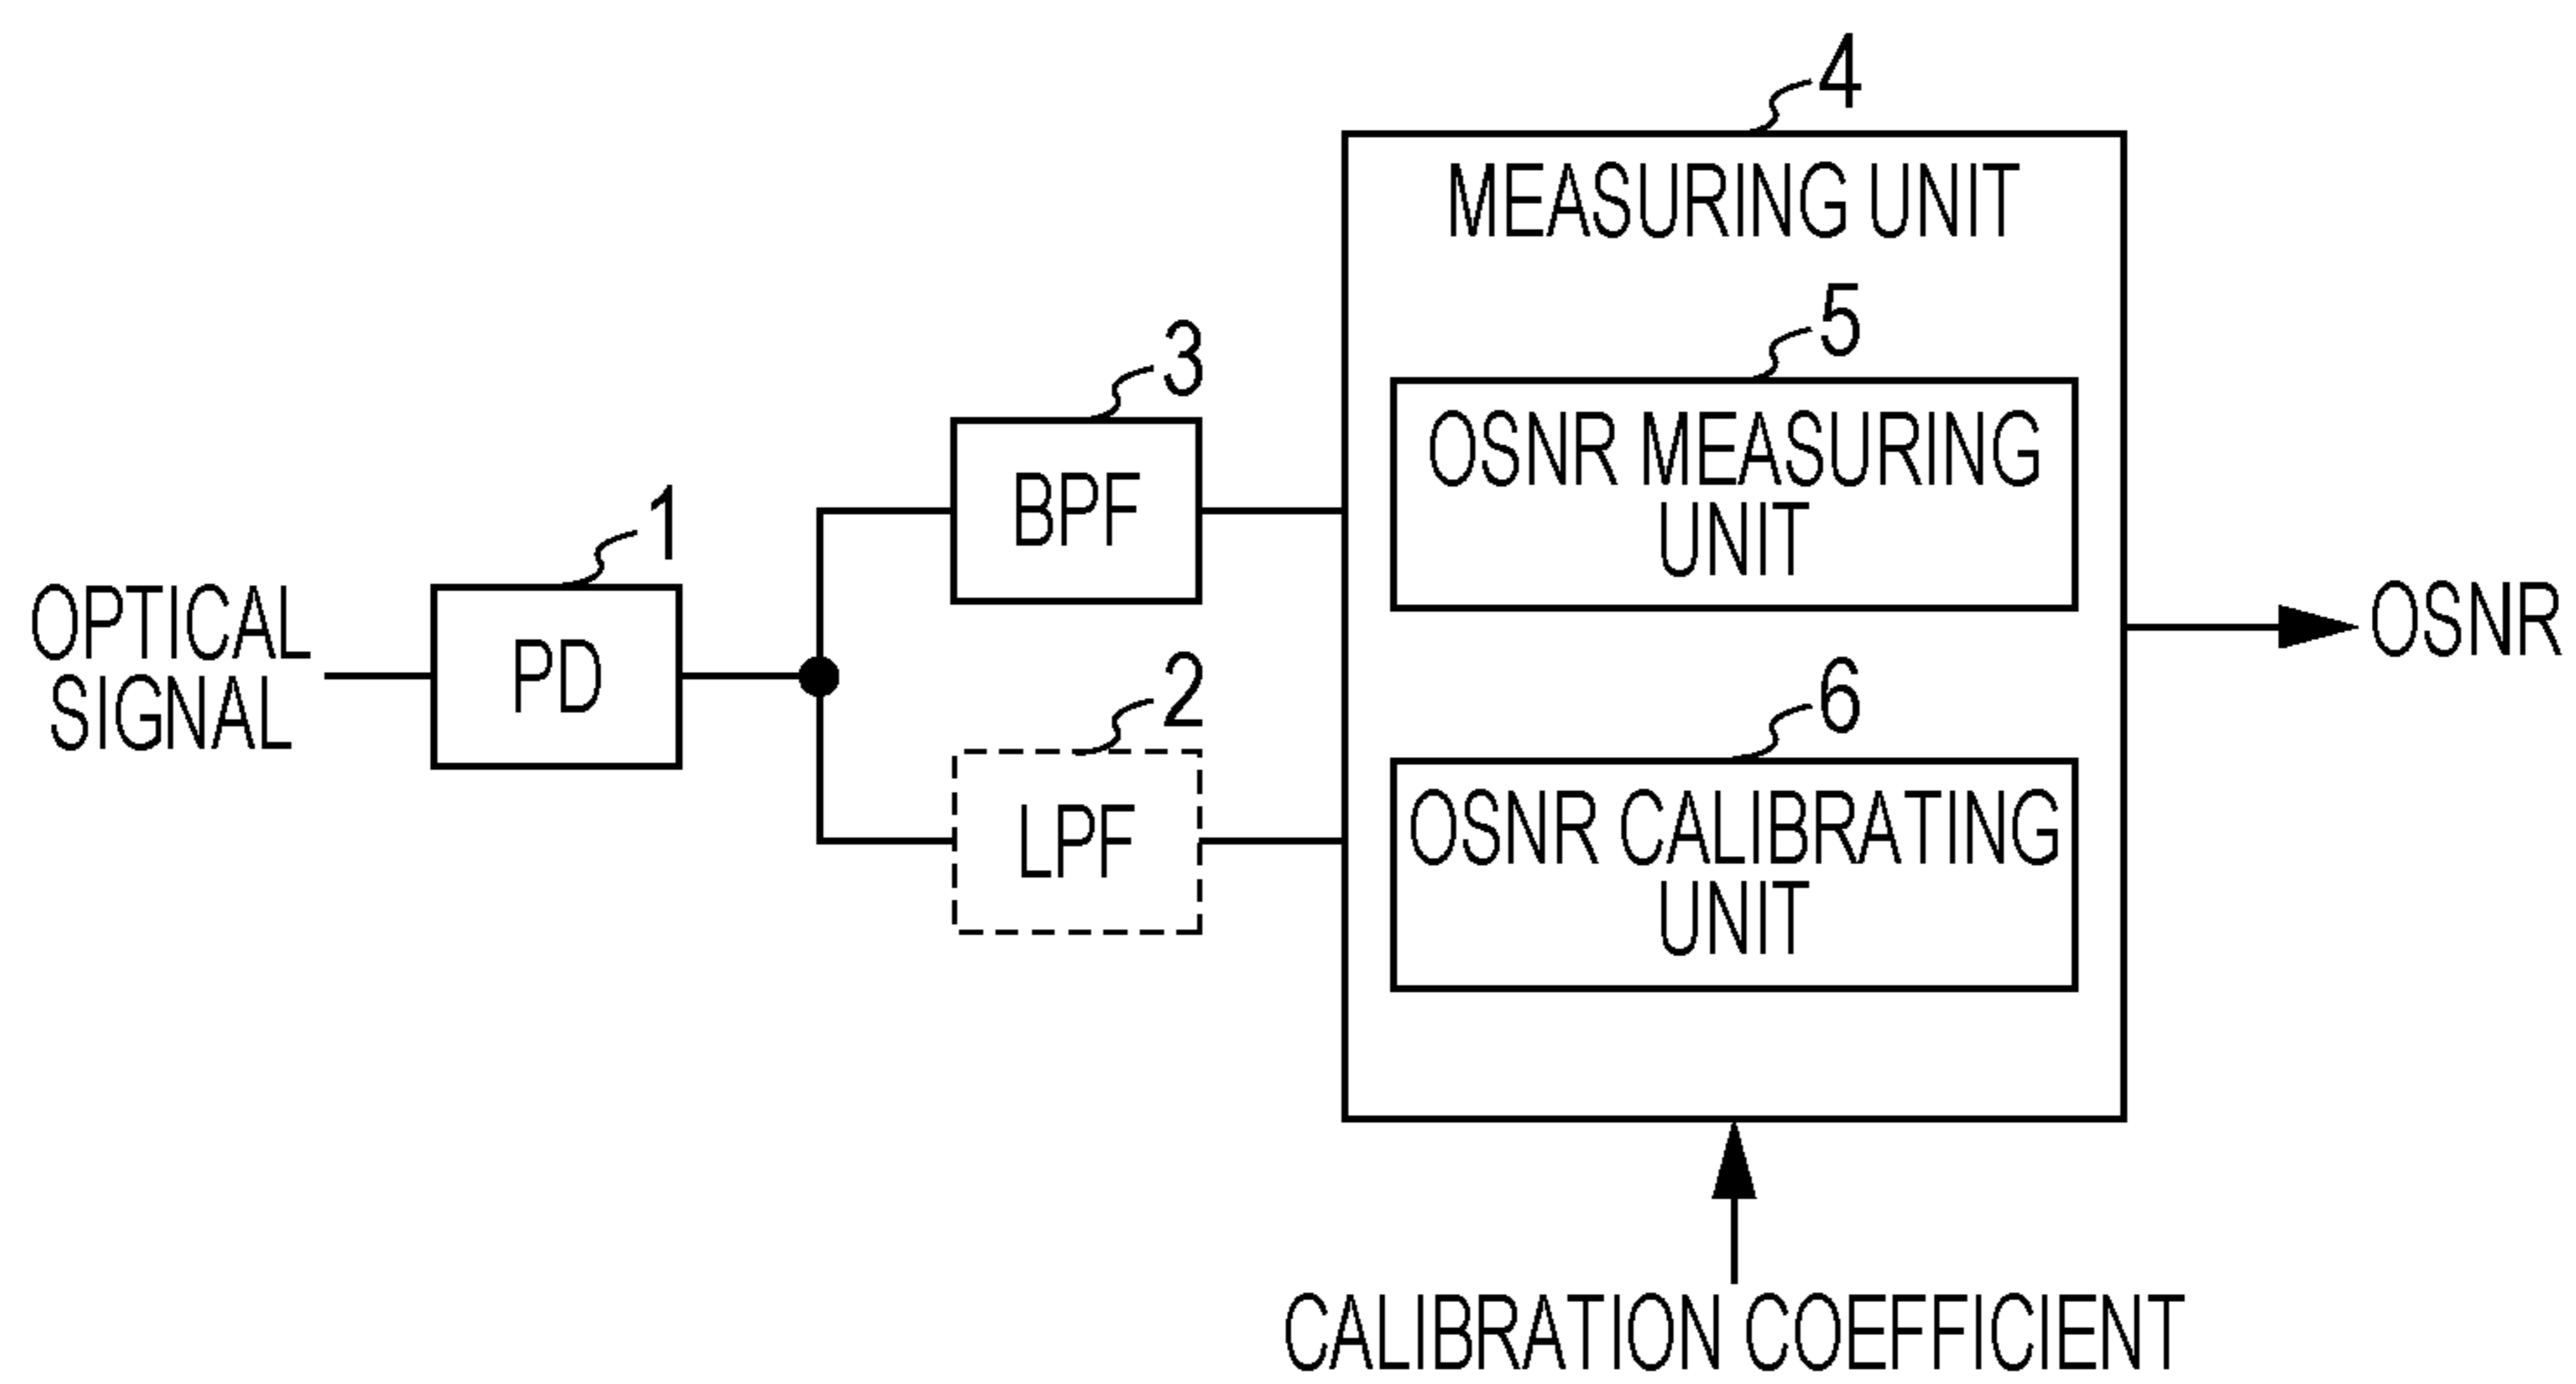 4
MEASURING UNIT
5
OSNR MEASURING
UNIT
3
BPF
1
OPTICAL
SIGNAL
PD
2
LPF
6
OSNR CALIBRATING
UNIT
OSNR
CALIBRATION COEFFICIENT